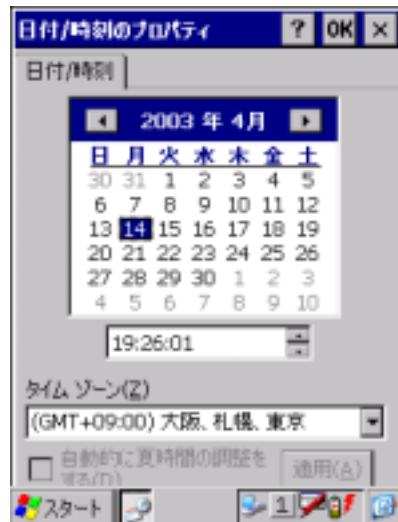 日付/時刻のプロパティ ? OK ×
日付/時刻
2003 年 4月
日 月 火 水 木 金 土
30 31 1 2 3 4 5
6 7 8 9 10 11 12
13 14 15 16 17 18 19
20 21 22 23 24 25 26
27 28 29 30 1 2 3
4 5 6 7 8 9 10
19:26:01
タイム ゾーン(Z)
(GMT+09:00) 大阪、札幌、東京
自動的に夏時間の調整を
する(D)
適用(A)
スタート
1